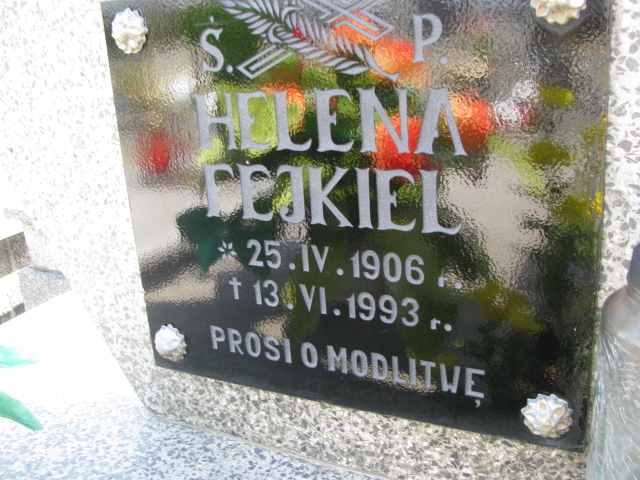 Ś. P.
HELENA
FEJKIEL
* 25.IV.1906 r.
† 13.VI.1993 r.
PROSI O MODLITWĘ